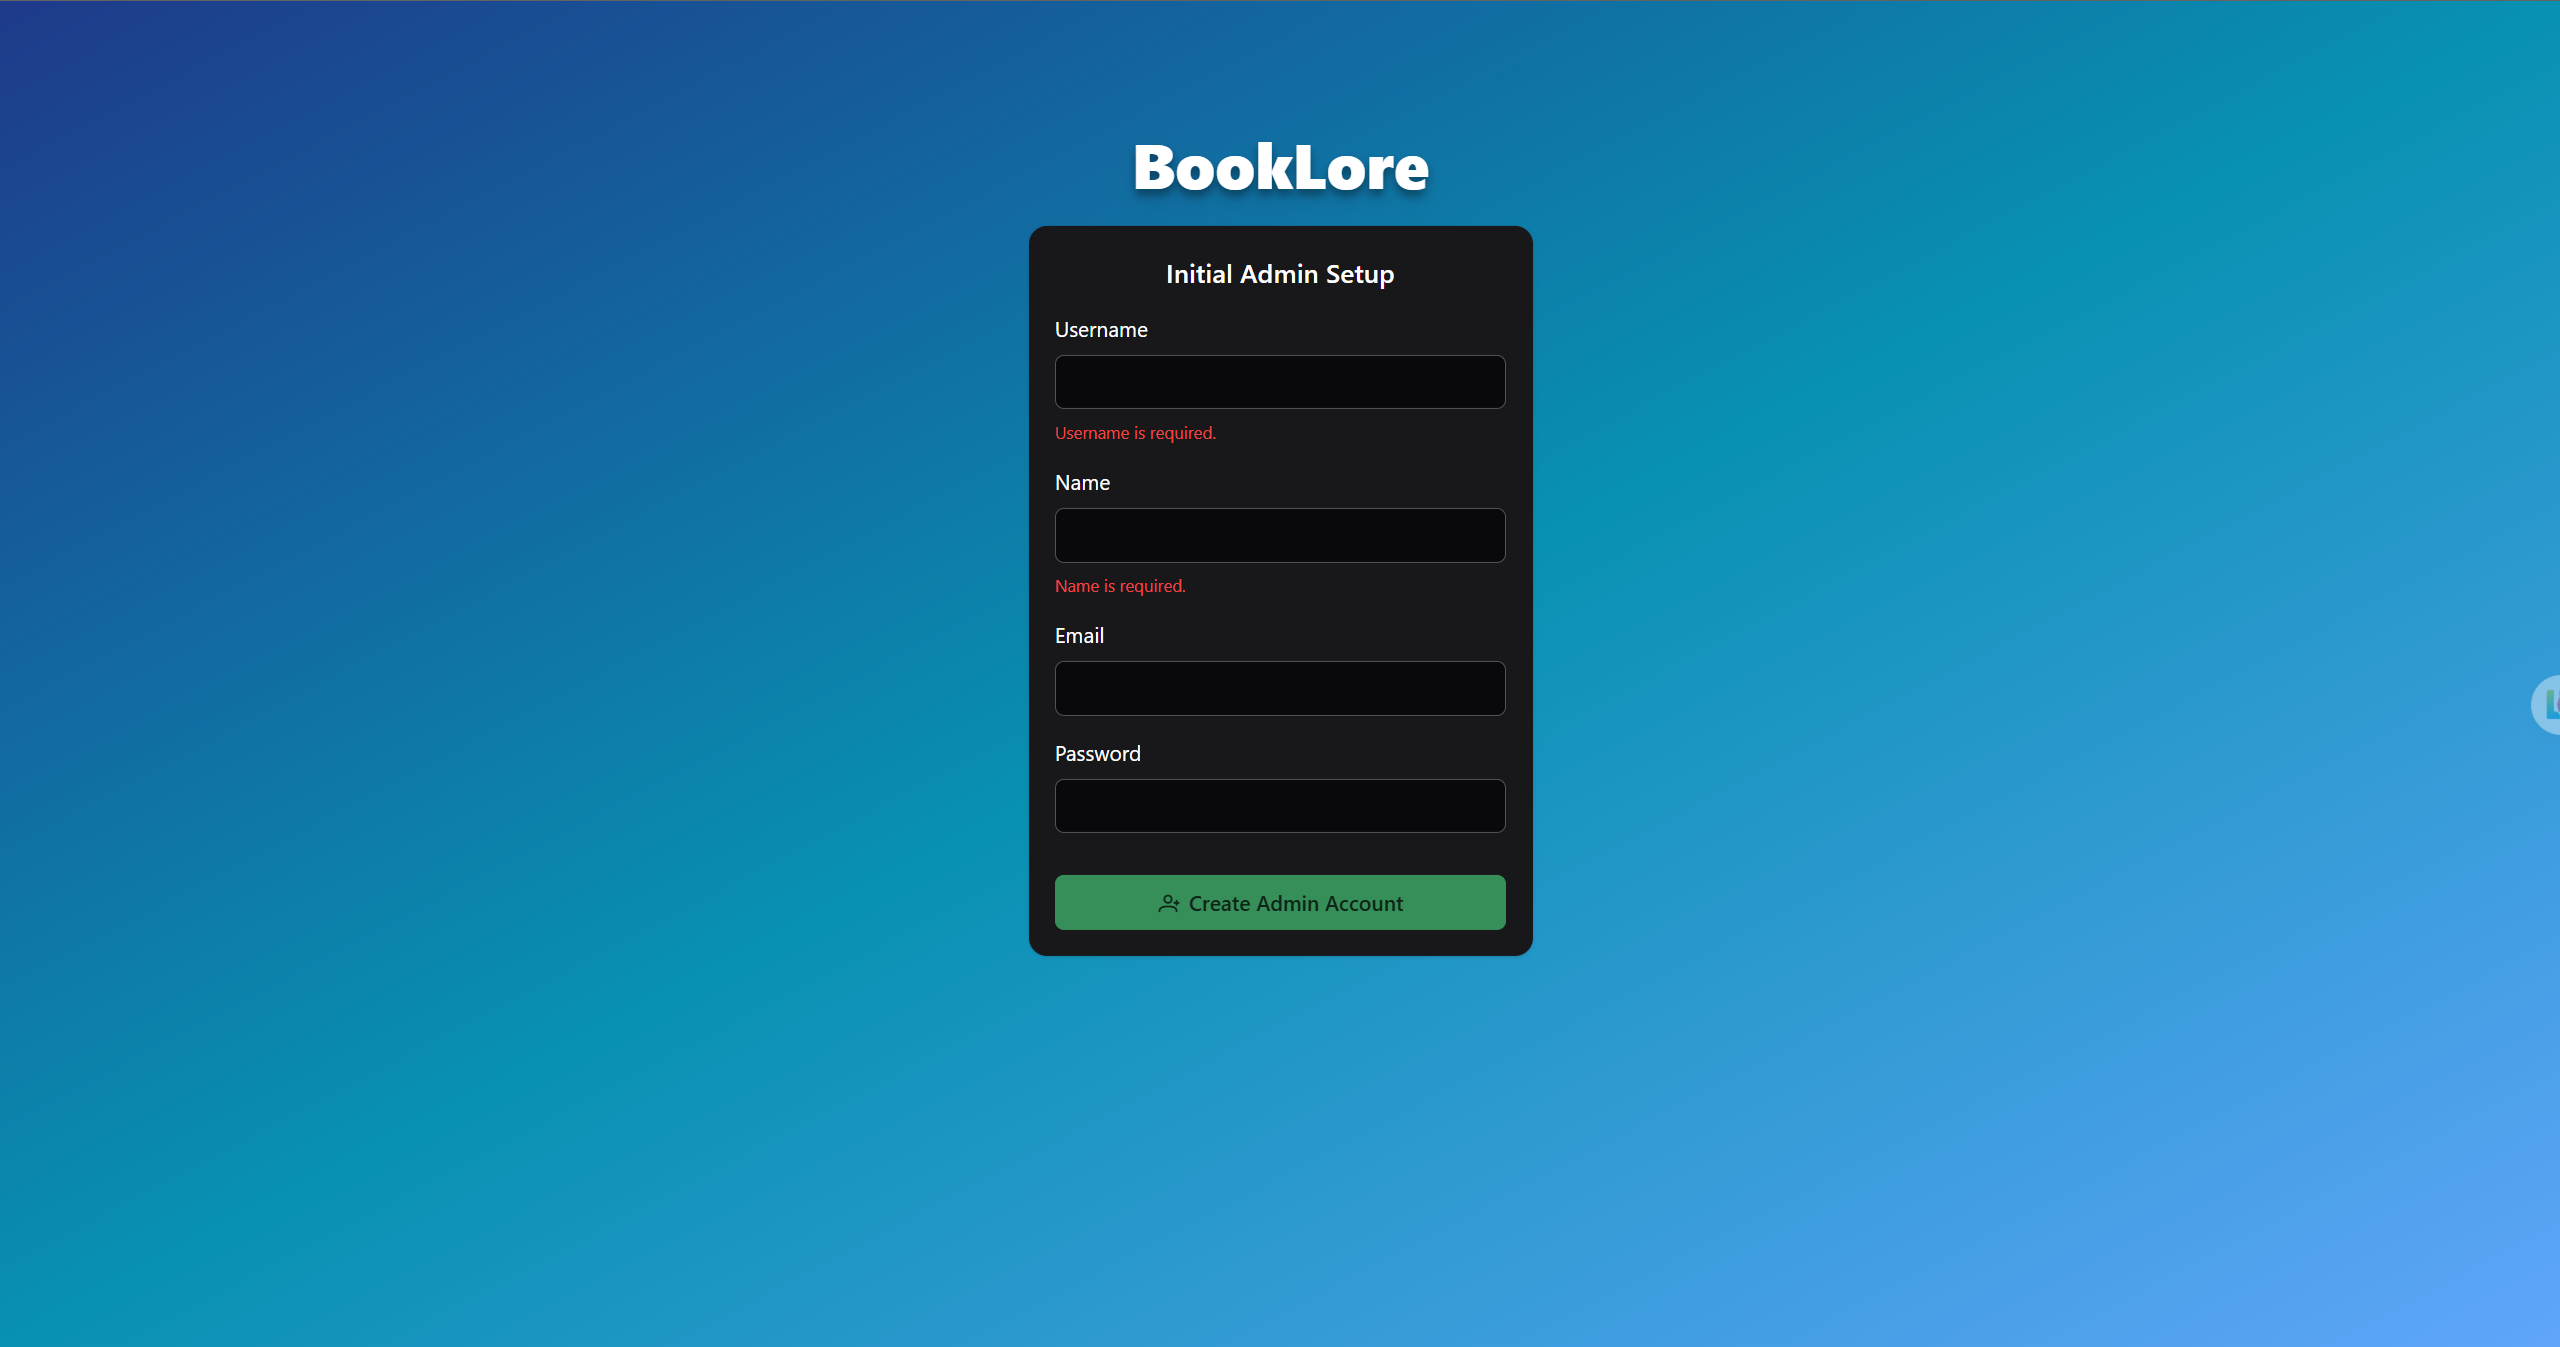 BookLore
Initial Admin Setup
Username
Username is required.
Name
Name is required.
Email
Password
Create Admin Account